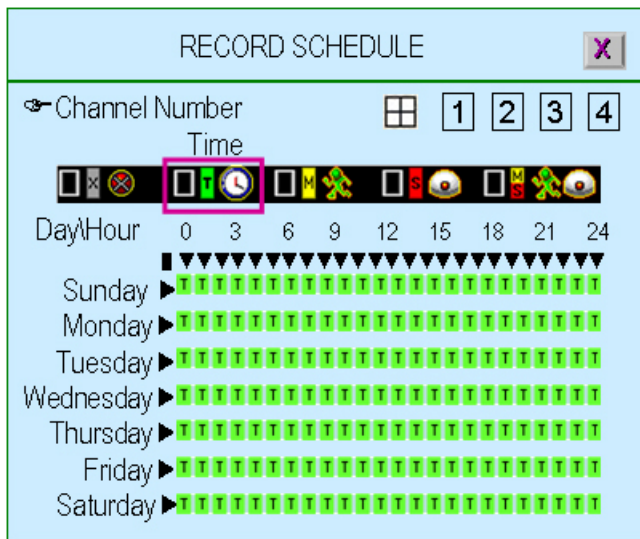 RECORD SCHEDULE X
Channel Number 1 2 3 4
Time
X T M S M S
Day\Hour 0 3 6 9 12 15 18 21 24
Sunday T T T T T T T T T T T T T T T T T T T T T T T T
Monday T T T T T T T T T T T T T T T T T T T T T T T T
Tuesday T T T T T T T T T T T T T T T T T T T T T T T T
Wednesday T T T T T T T T T T T T T T T T T T T T T T T T
Thursday T T T T T T T T T T T T T T T T T T T T T T T T
Friday T T T T T T T T T T T T T T T T T T T T T T T T
Saturday T T T T T T T T T T T T T T T T T T T T T T T T